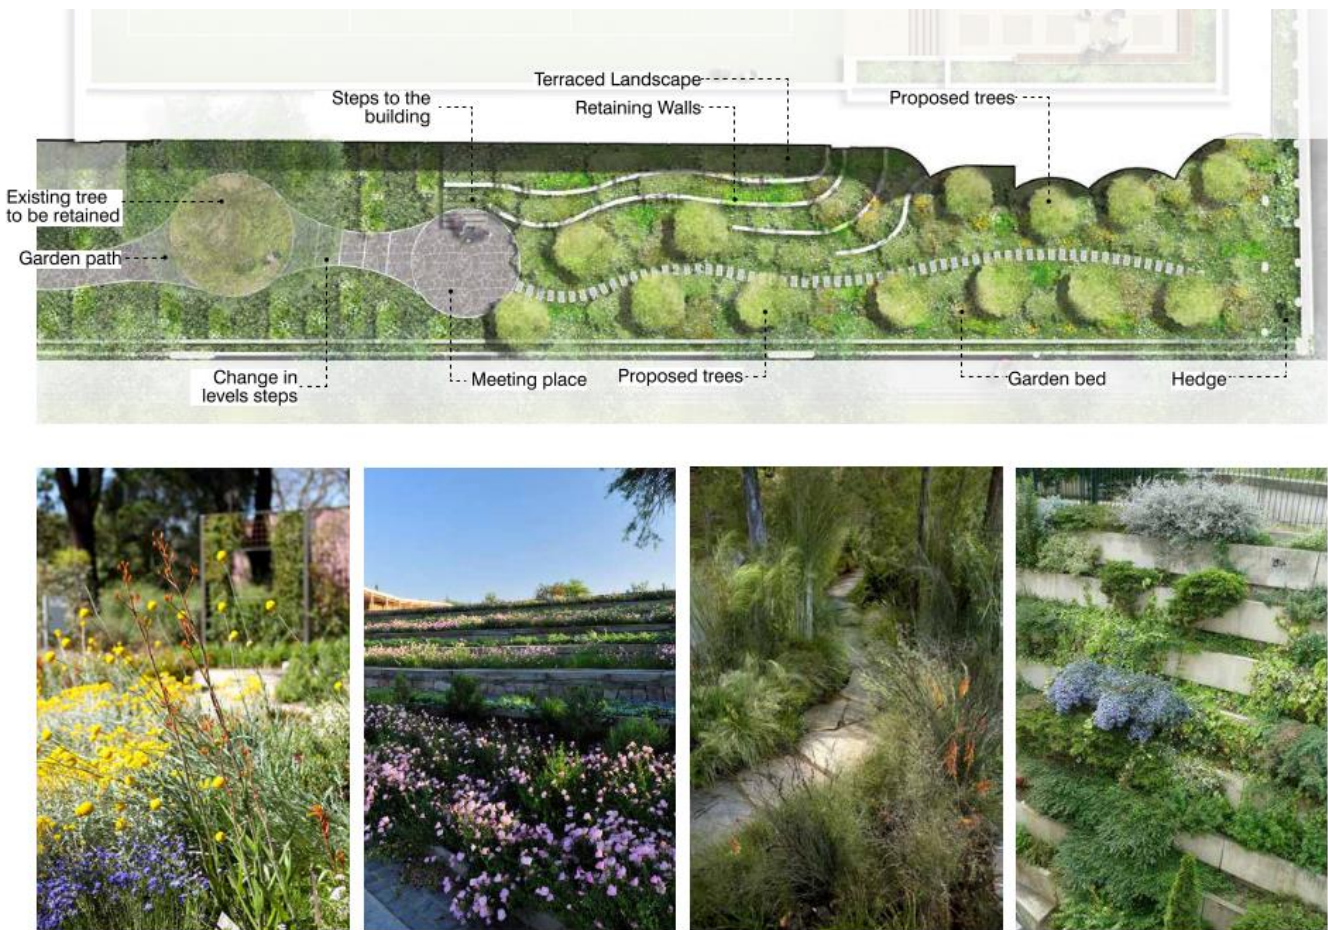 Terraced Landscape
Steps to the
building
Retaining Walls
Proposed trees
Existing tree
to be retained
Garden path
Change in
levels steps
Meeting place
Proposed trees
Garden bed
Hedge